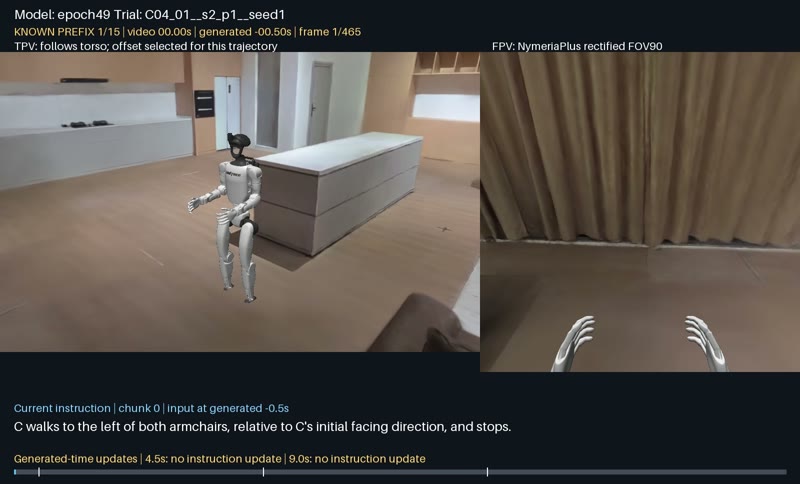 Model: epoch49 Trial: C04_01__s2_p1__seed1
KNOWN PREFIX 1/15 | video 00.00s | generated -00.50s | frame 1/465
TPV: follows torso; offset selected for this trajectory
FPV: NymeriaPlus rectified FOV90
Current instruction | chunk 0 | input at generated -0.5s
C walks to the left of both armchairs, relative to C's initial facing direction, and stops.
Generated-time updates | 4.5s: no instruction update | 9.0s: no instruction update